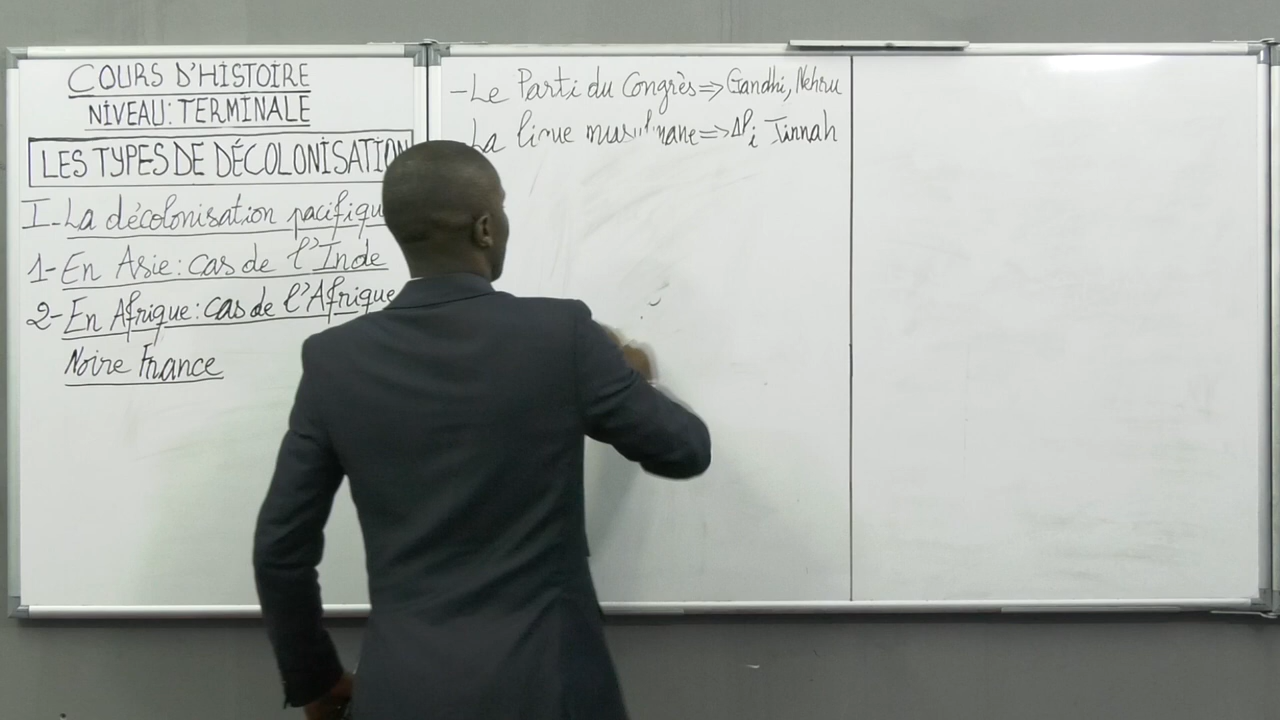 COURS D'HISTOIRE
NIVEAU: TERMINALE
LES TYPES DE DÉCOLONISATION
I- La décolonisation pacifiqu
1- En Asie: cas de l'Inde
2- En Afrique: cas de l'Afrique
Noire France
- Le Parti du Congrès => Gandhi, Nehru
La ligue musulmane => Ali Jinnah